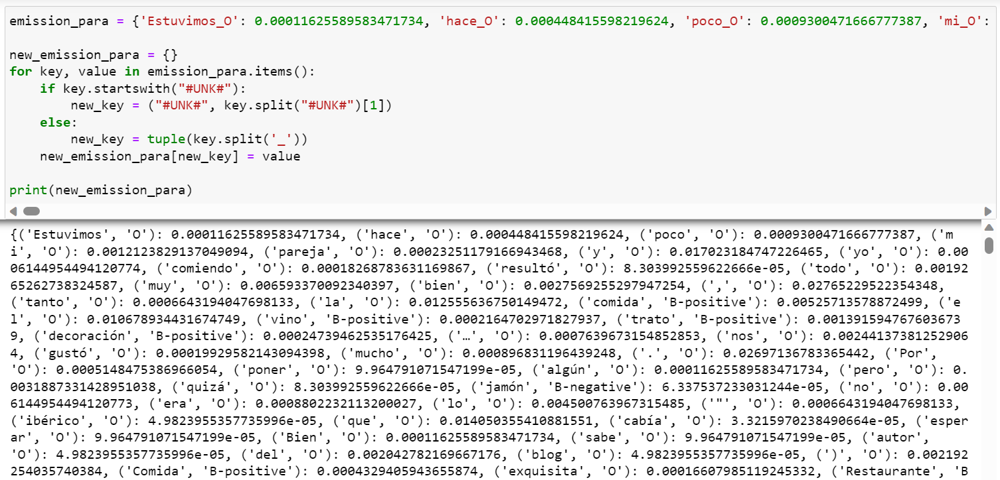 emission_para = {'Estuvimos_O': 0.00011625589583471734, 'hace_O': 0.000448415598219624, 'poco_O': 0.0009300471666777387, 'mi_O':
new_emission_para = {}
for key, value in emission_para.items():
    if key.startswith("#UNK#"):
        new_key = ("#UNK#", key.split("#UNK#")[1])
    else:
        new_key = tuple(key.split('_'))
    new_emission_para[new_key] = value
print(new_emission_para)
{('Estuvimos', 'O'): 0.00011625589583471734, ('hace', 'O'): 0.000448415598219624, ('poco', 'O'): 0.0009300471666777387, ('m
i', 'O'): 0.0012123829137049094, ('pareja', 'O'): 0.00023251179166943468, ('y', 'O'): 0.017023184747226465, ('yo', 'O'): 0.00
06144954494120774, ('comiendo', 'O'): 0.00018268783631169867, ('resultó', 'O'): 8.303992559622666e-05, ('todo', 'O'): 0.00192
65262738324587, ('muy', 'O'): 0.006593370092340397, ('bien', 'O'): 0.0027569255297947254, (',', 'O'): 0.02765229522354348,
('tanto', 'O'): 0.0006643194047698133, ('la', 'O'): 0.012555636750149472, ('comida', 'B-positive'): 0.00525713578872499, ('e
l', 'O'): 0.010678934431674749, ('vino', 'B-positive'): 0.0002164702971827937, ('trato', 'B-positive'): 0.001391594767603673
9, ('decoración', 'B-positive'): 0.00024739462535176425, ('…', 'O'): 0.0007639673154852853, ('nos', 'O'): 0.00244137381252906
4, ('gustó', 'O'): 0.00019929582143094398, ('mucho', 'O'): 0.000896831196439248, ('.', 'O'): 0.02697136783365442, ('Por',
'O'): 0.0005148475386966054, ('poner', 'O'): 9.964791071547199e-05, ('algún', 'O'): 0.00011625589583471734, ('pero', 'O'): 0.
0031887331428951038, ('quizá', 'O'): 8.303992559622666e-05, ('jamón', 'B-negative'): 6.337537233031244e-05, ('no', 'O'): 0.00
6144954494120773, ('era', 'O'): 0.0008802232113200027, ('lo', 'O'): 0.004500763967315485, ('"', 'O'): 0.0006643194047698133,
('ibérico', 'O'): 4.9823955357735996e-05, ('que', 'O'): 0.014050355410881551, ('cabía', 'O'): 3.3215970238490664e-05, ('esper
ar', 'O'): 9.964791071547199e-05, ('Bien', 'O'): 0.00011625589583471734, ('sabe', 'O'): 9.964791071547199e-05, ('autor',
'O'): 4.9823955357735996e-05, ('del', 'O'): 0.002042782169667176, ('blog', 'O'): 4.9823955357735996e-05, (')', 'O'): 0.002192
254035740384, ('Comida', 'B-positive'): 0.0004329405943655874, ('exquisita', 'O'): 0.00016607985119245332, ('Restaurante', 'B